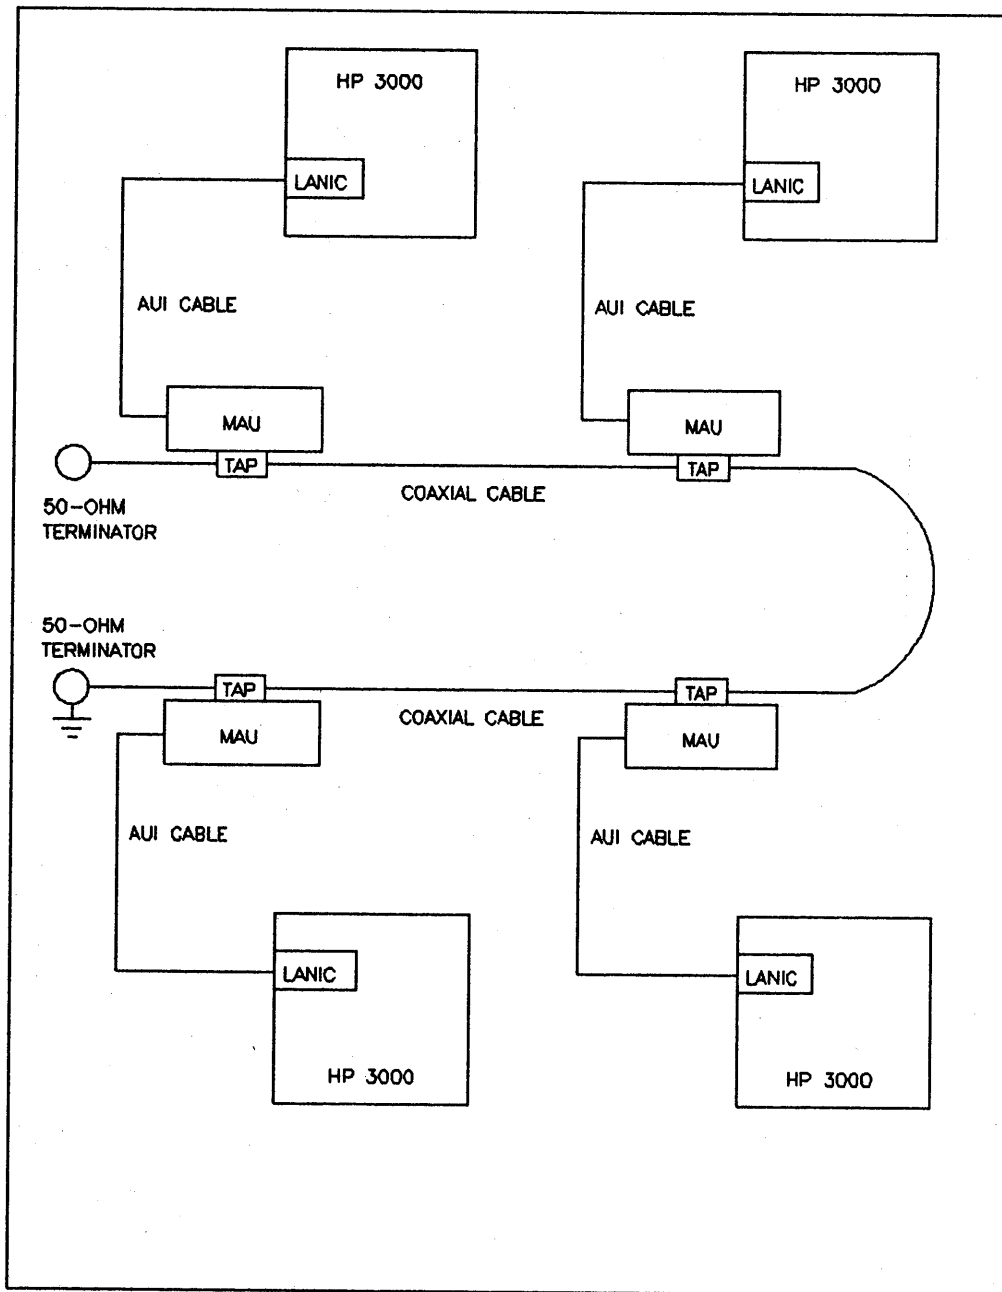 HP 3000
HP 3000
LANIC
LANIC
AUI CABLE
AUI CABLE
MAU
MAU
TAP
TAP
COAXIAL CABLE
50-OHM
TERMINATOR
50-OHM
TERMINATOR
TAP
TAP
COAXIAL CABLE
MAU
MAU
AUI CABLE
AUI CABLE
LANIC
LANIC
HP 3000
HP 3000